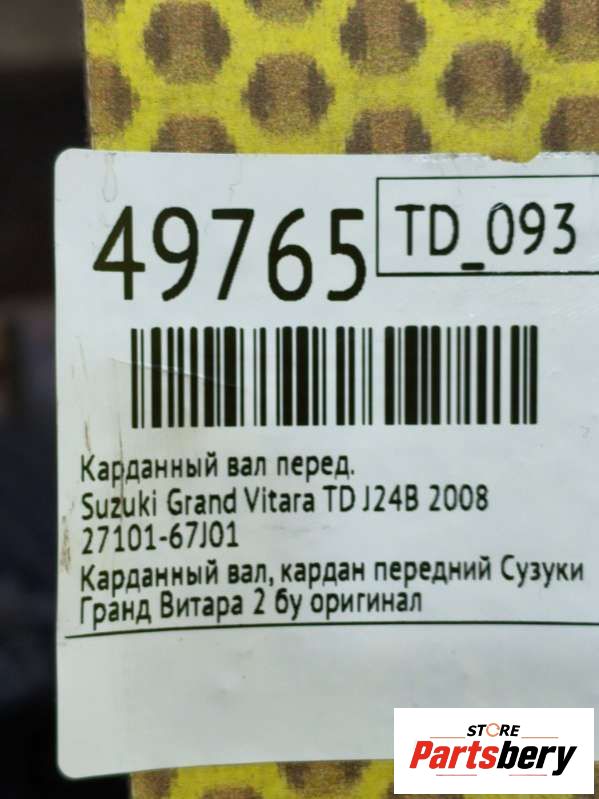 49765
TD_093
Карданный вал перед.
Suzuki Grand Vitara TD J24B 2008
27101-67J01
Карданный вал, кардан передний Сузуки
Гранд Витара 2 бу оригинал
STORE
Partsbery